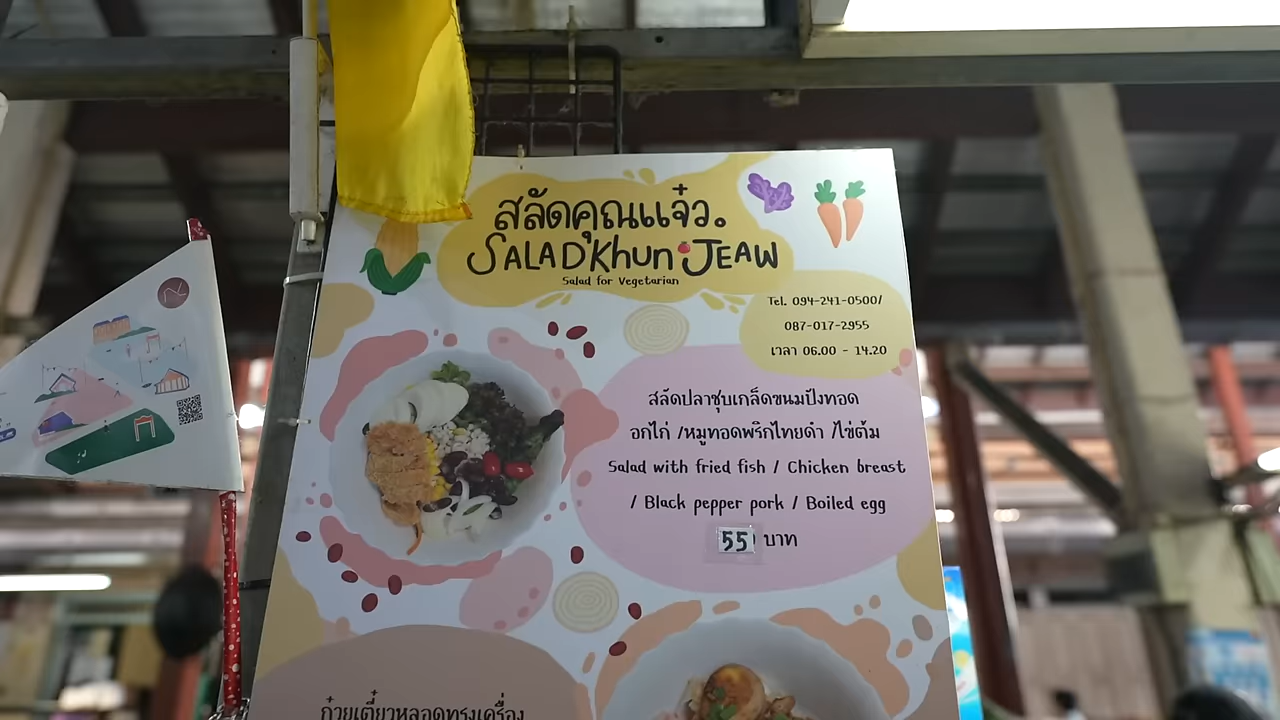 สลัดคุณแจ๋ว.
SALAD Khun JEAW
Salad for Vegetarian
Tel. 094-241-0500/
087-017-2955
เวลา 06.00 - 14.20
สลัดปลาชุบเกล็ดขนมปังทอด
อกไก่ /หมูทอดพริกไทยดำ /ไข่ต้ม
Salad with fried fish / Chicken breast
/ Black pepper pork / Boiled egg
55 บาท
ก๋วยเตี๋ยวหลอดทรงเครื่อง